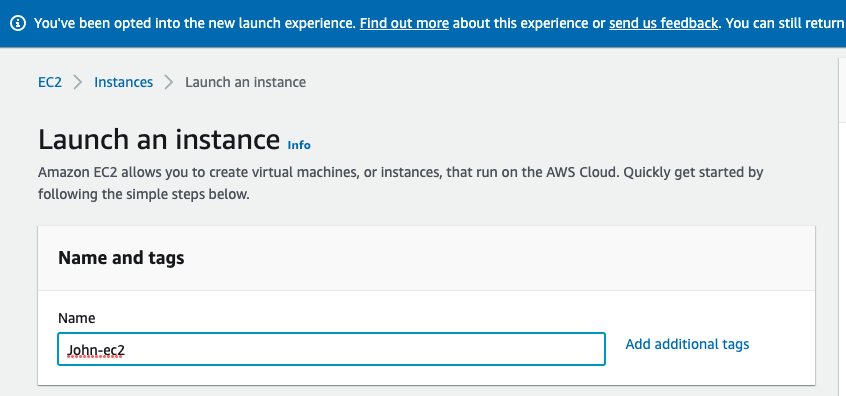 You've been opted into the new launch experience. Find out more about this experience or send us feedback. You can still return
EC2 > Instances > Launch an instance
Launch an instance Info
Amazon EC2 allows you to create virtual machines, or instances, that run on the AWS Cloud. Quickly get started by
following the simple steps below.
Name and tags
Name
John-ec2
Add additional tags